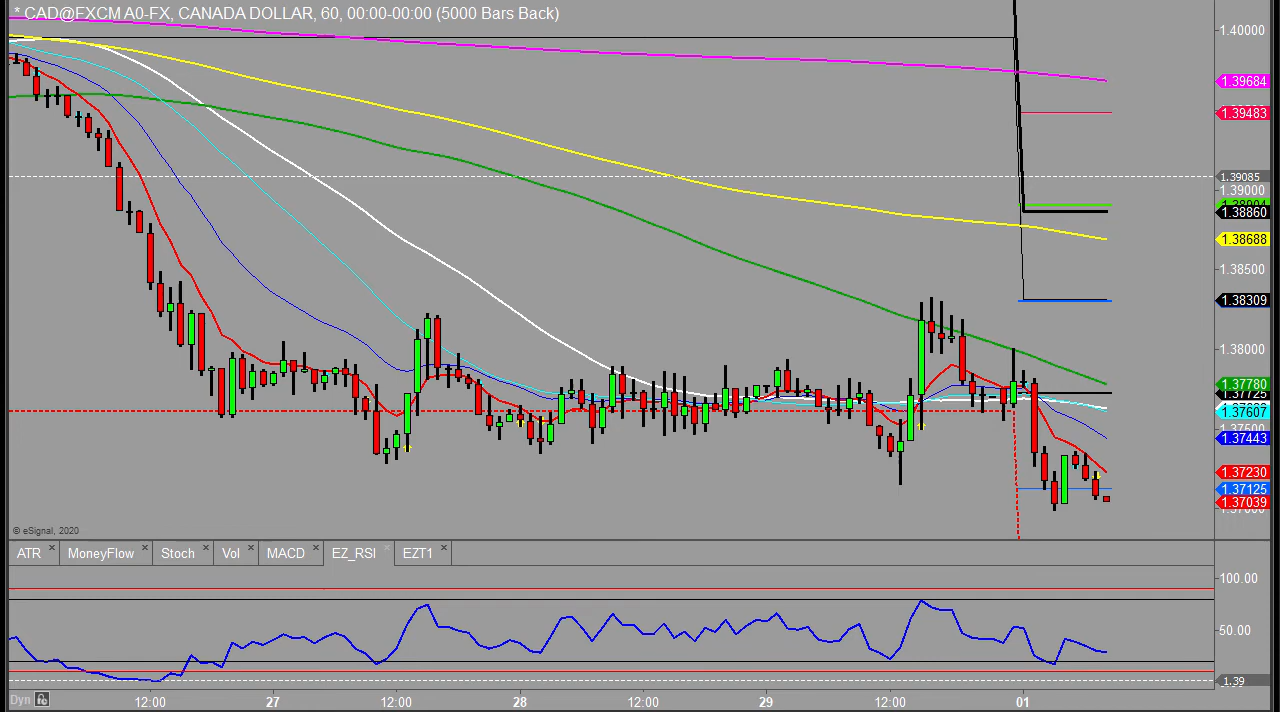 * CAD@FXCM A0-FX, CANADA DOLLAR, 60, 00:00-00:00 (5000 Bars Back)
1.40000
1.39684
1.39483
1.39085
1.39000
1.38860
1.38688
1.38500
1.38309
1.38000
1.37780
1.37725
1.37607
1.37500
1.37443
1.37230
1.37125
1.37039
© eSignal, 2020
ATR
MoneyFlow
Stoch
Vol
MACD
EZ_RSI
EZT1
100.00
50.00
1.39
Dyn
12:00 27 12:00 28 12:00 29 12:00 01